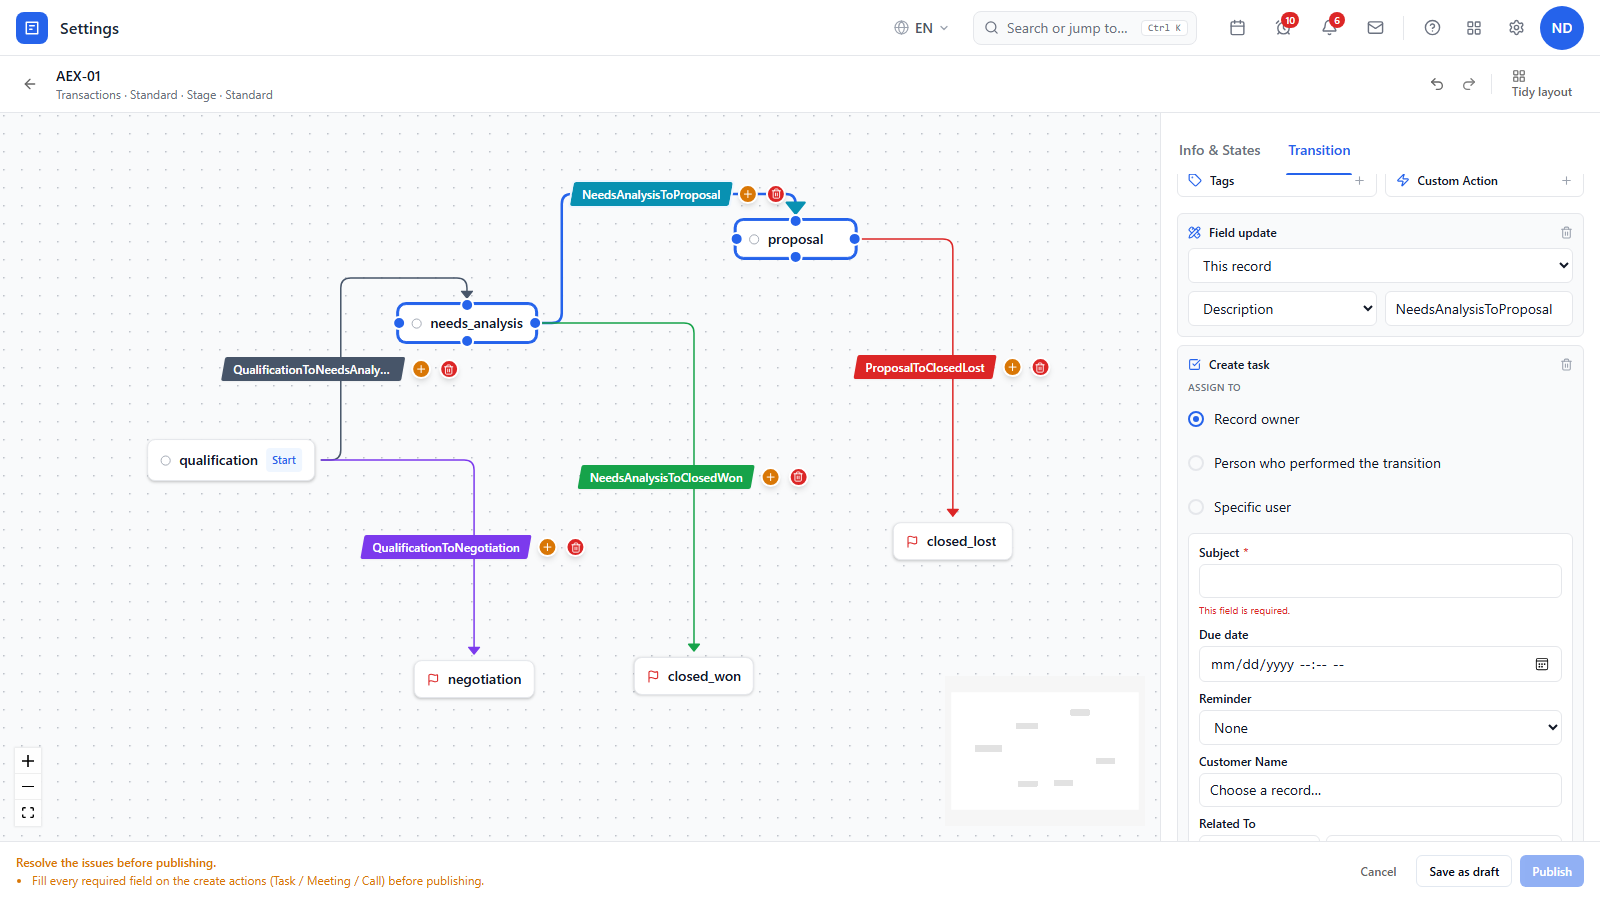 Settings
EN
Search or jump to...
Ctrl K
10
6
ND
AEX-01
Transactions · Standard · Stage · Standard
Tidy layout
Info & States
Transition
Tags
Custom Action
NeedsAnalysisToProposal
proposal
needs_analysis
QualificationToNeedsAnaly...
ProposalToClosedLost
qualification
Start
NeedsAnalysisToClosedWon
QualificationToNegotiation
closed_lost
negotiation
closed_won
Field update
This record
Description
NeedsAnalysisToProposal
Create task
ASSIGN TO
Record owner
Person who performed the transition
Specific user
Subject *
This field is required.
Due date
mm/dd/yyyy --:-- --
Reminder
None
Customer Name
Choose a record...
Related To
Resolve the issues before publishing.
• Fill every required field on the create actions (Task / Meeting / Call) before publishing.
Cancel
Save as draft
Publish